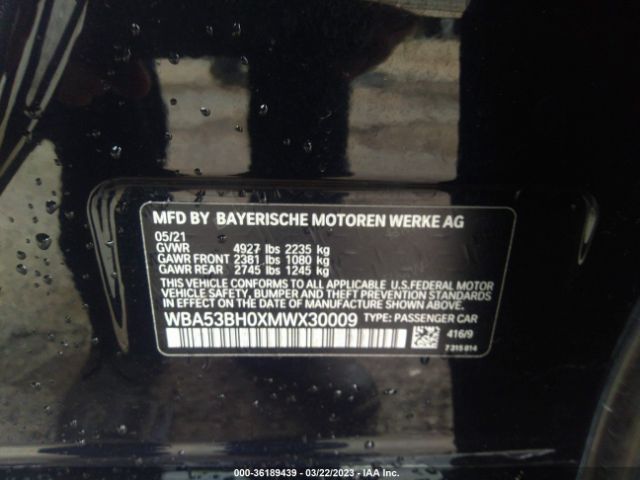 MFD BY BAYERISCHE MOTOREN WERKE AG
05/21
GVWR 4927 lbs 2235 kg
GAWR FRONT 2381 lbs 1080 kg
GAWR REAR 2745 lbs 1245 kg
THIS VEHICLE CONFORMS TO ALL APPLICABLE U.S.FEDERAL MOTOR
VEHICLE SAFETY, BUMPER AND THEFT PREVENTION STANDARDS
IN EFFECT ON THE DATE OF MANUFACTURE SHOWN ABOVE.
WBA53BH0XMWX30009 TYPE: PASSENGER CAR
416/9
7 315 814
000-36189439 - 03/22/2023 - IAA Inc.